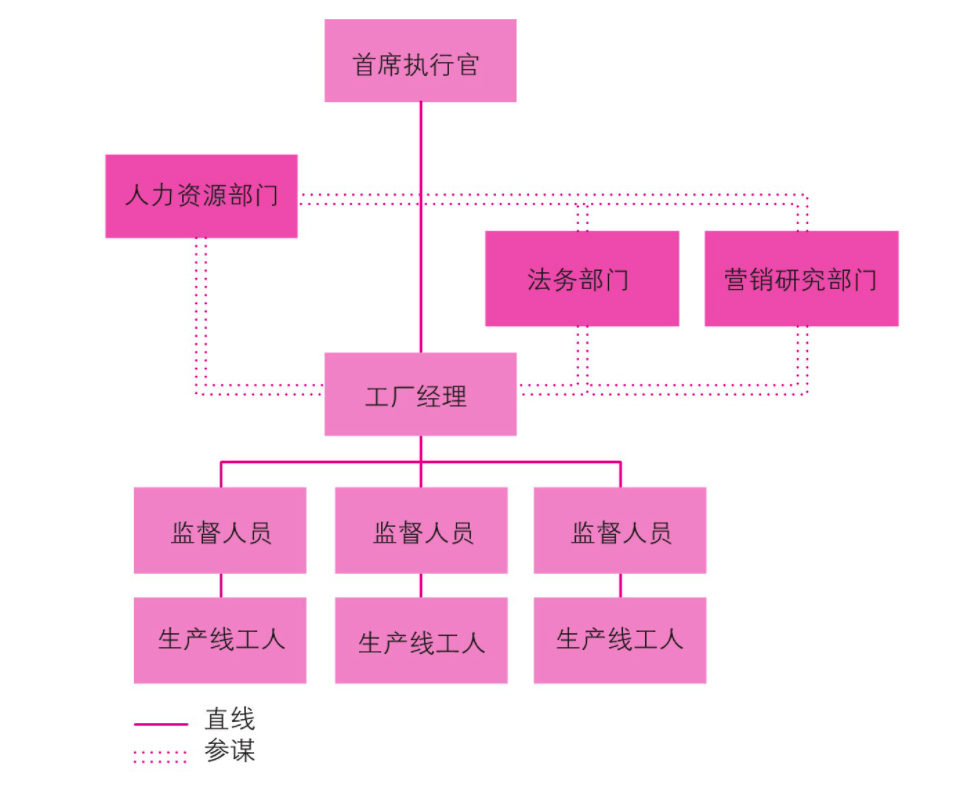 首席执行官
人力资源部门
法务部门
营销研究部门
工厂经理
监督人员
监督人员
监督人员
生产线工人
生产线工人
生产线工人
直线
参谋